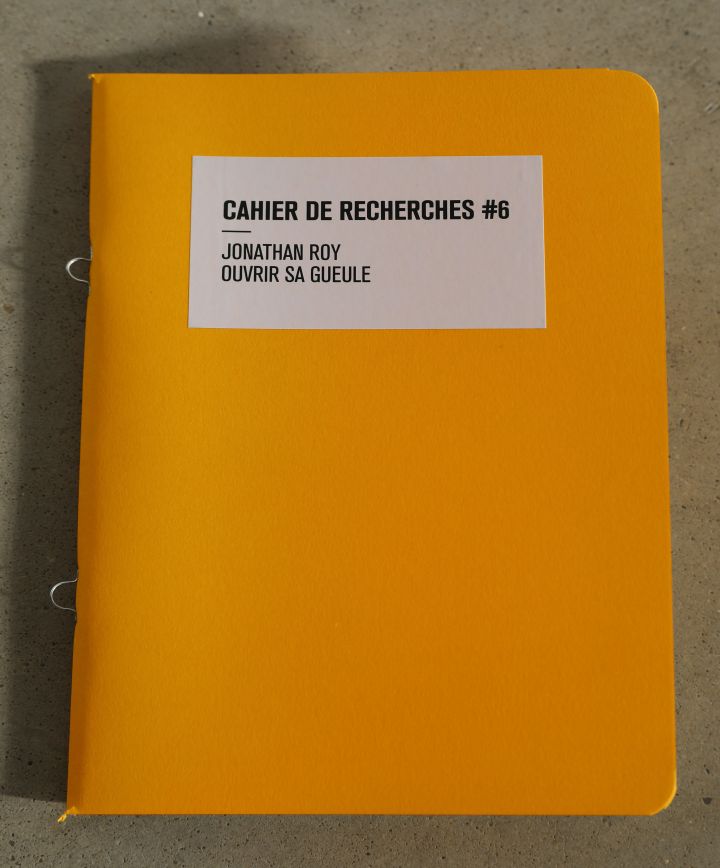 CAHIER DE RECHERCHES #6
JONATHAN ROY
OUVRIR SA GUEULE